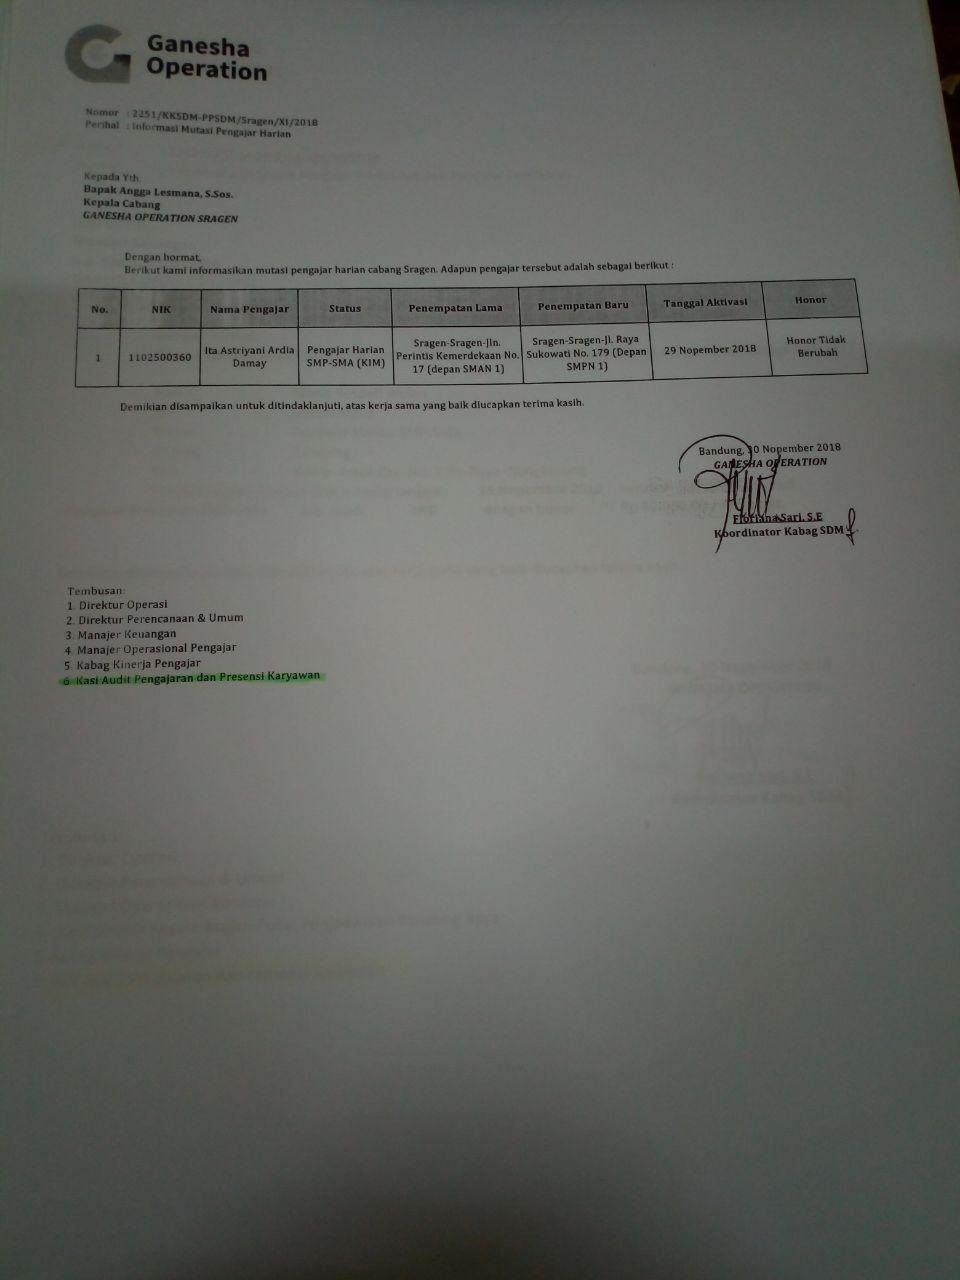 Ganesha
Operation
Nomor : 2251/KKSDM-PPSDM/Sragen/XI/2018
Perihal : Informasi Mutasi Pengajar Harian
Kepada Yth.
Bapak Angga Lesmana, S.Sos.
Kepala Cabang
GANESHA OPERATION SRAGEN
Dengan hormat,
Berikut kami informasikan mutasi pengajar harian cabang Sragen. Adapun pengajar tersebut adalah sebagai berikut :
No. NIK Nama Pengajar Status Penempatan Lama Penempatan Baru Tanggal Aktivasi Honor
1 1102500360 Ita Astriyani Ardia Damay Pengajar Harian SMP-SMA (KIM) Sragen-Sragen-Jln. Perintis Kemerdekaan No. 17 (depan SMAN 1) Sragen-Sragen-Jl. Raya Sukowati No. 179 (Depan SMPN 1) 29 Nopember 2018 Honor Tidak Berubah
Demikian disampaikan untuk ditindaklanjuti, atas kerja sama yang baik diucapkan terima kasih.
Bandung, 30 Nopember 2018
GANESHA OPERATION
Sari, S.E
Koordinator Kabag SDM
Tembusan:
1. Direktur Operasi
2. Direktur Perencanaan & Umum
3. Manajer Keuangan
4. Manajer Operasional Pengajar
5. Kabag Kinerja Pengajar
6. Kasi Audit Pengajaran dan Presensi Karyawan